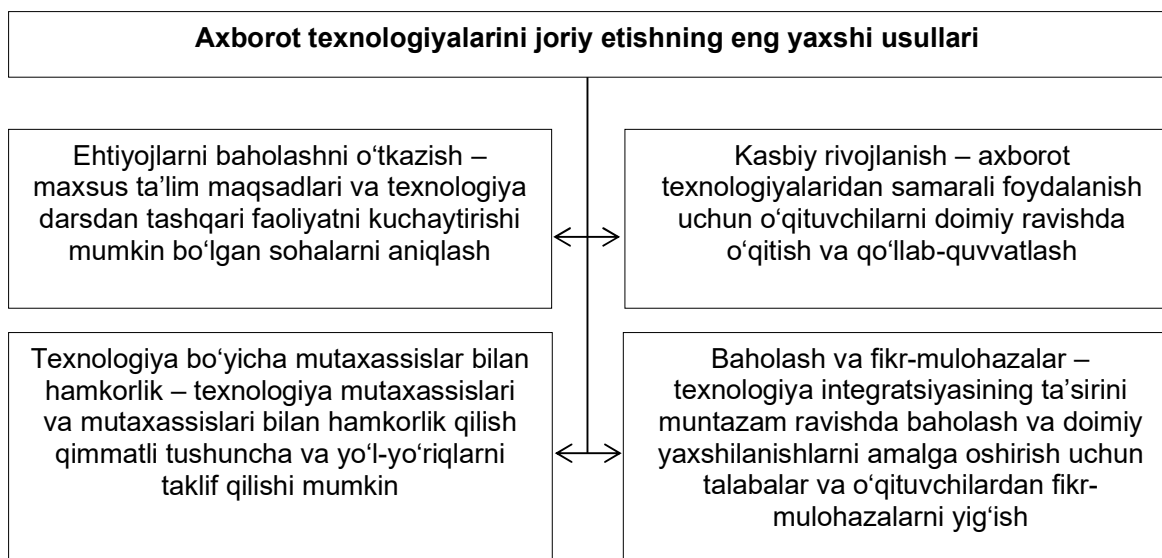 Axborot texnologiyalarini joriy etishning eng yaxshi usullari
Ehtiyojlarni baholashni o‘tkazish –
maxsus ta’lim maqsadlari va texnologiya
darsdan tashqari faoliyatni kuchaytirishi
mumkin bo‘lgan sohalarni aniqlash
Kasbiy rivojlanish – axborot
texnologiyalaridan samarali foydalanish
uchun o‘qituvchilarni doimiy ravishda
o‘qitish va qo‘llab-quvvatlash
Texnologiya bo‘yicha mutaxassislar bilan
hamkorlik – texnologiya mutaxassislari
va mutaxassislari bilan hamkorlik qilish
qimmatli tushuncha va yo‘l-yo‘riqlarni
taklif qilishi mumkin
Baholash va fikr-mulohazalar –
texnologiya integratsiyasining ta’sirini
muntazam ravishda baholash va doimiy
yaxshilanishlarni amalga oshirish uchun
talabalar va o‘qituvchilardan fikr-
mulohazalarni yig‘ish